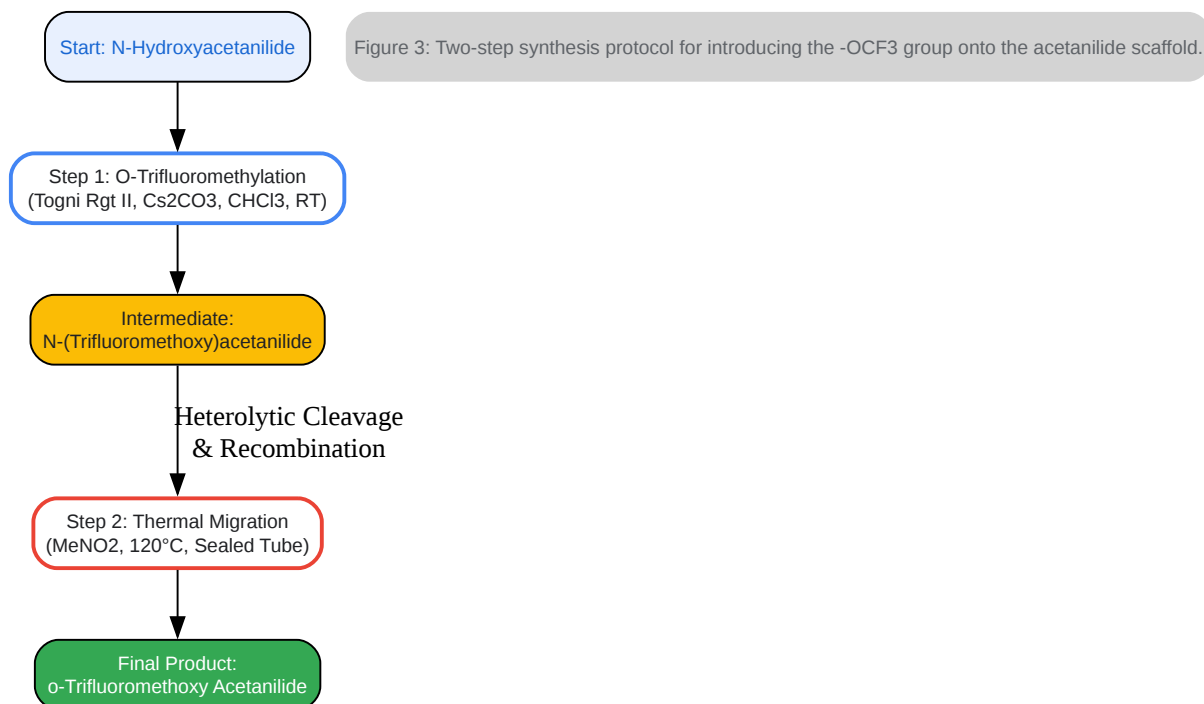 Start: N-Hydroxyacetanilide
Figure 3: Two-step synthesis protocol for introducing the -OCF3 group onto the acetanilide scaffold.
Step 1: O-Trifluoromethylation
(Togni Rgt II, Cs2CO3, CHCl3, RT)
Intermediate:
N-(Trifluoromethoxy)acetanilide
Heterolytic Cleavage
& Recombination
Step 2: Thermal Migration
(MeNO2, 120°C, Sealed Tube)
Final Product:
o-Trifluoromethoxy Acetanilide